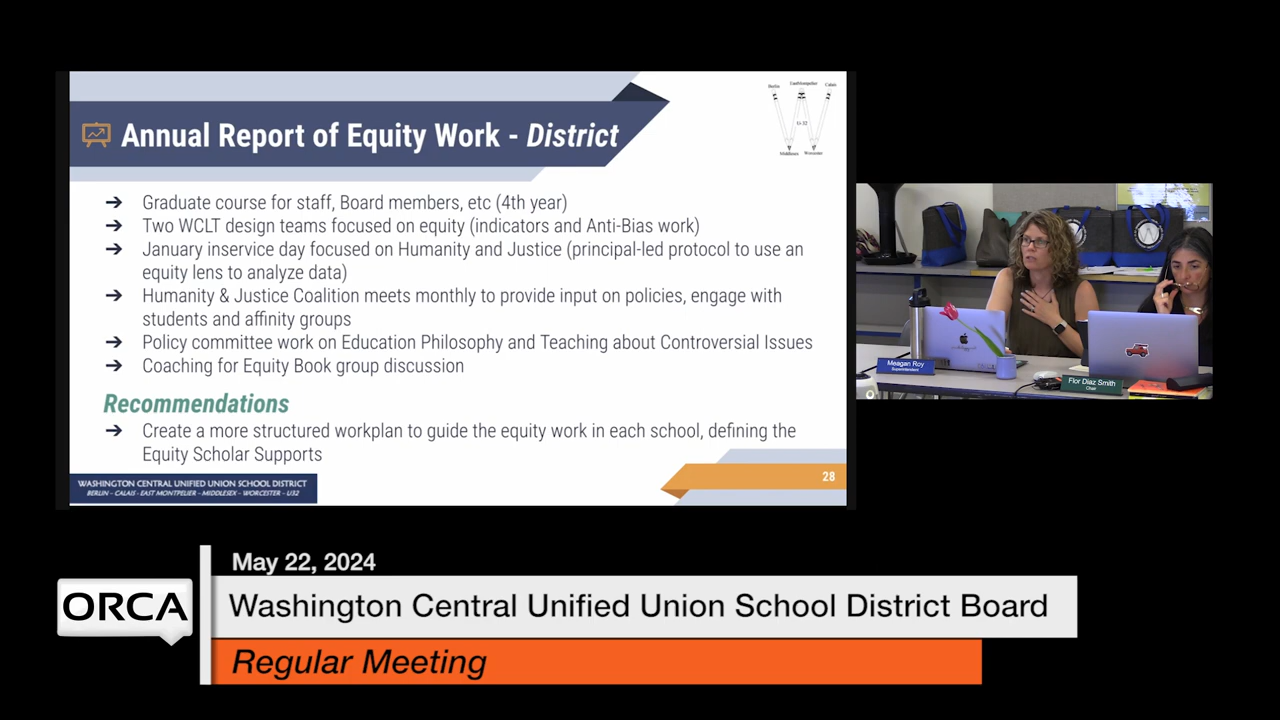 Annual Report of Equity Work - District
Berlin
EastMontpelier
Calais
U-32
Middlesex
Worcester
➔ Graduate course for staff, Board members, etc (4th year)
➔ Two WCLT design teams focused on equity (indicators and Anti-Bias work)
➔ January inservice day focused on Humanity and Justice (principal-led protocol to use an
equity lens to analyze data)
➔ Humanity & Justice Coalition meets monthly to provide input on policies, engage with
students and affinity groups
➔ Policy committee work on Education Philosophy and Teaching about Controversial Issues
➔ Coaching for Equity Book group discussion
Recommendations
➔ Create a more structured workplan to guide the equity work in each school, defining the
Equity Scholar Supports
WASHINGTON CENTRAL UNIFIED UNION SCHOOL DISTRICT
BERLIN - CALAIS - EAST MONTPELIER - MIDDLESEX - WORCESTER - U32
28
Meagan Roy
Superintendent
Flor Diaz Smith
Chair
May 22, 2024
ORCA
Washington Central Unified Union School District Board
Regular Meeting